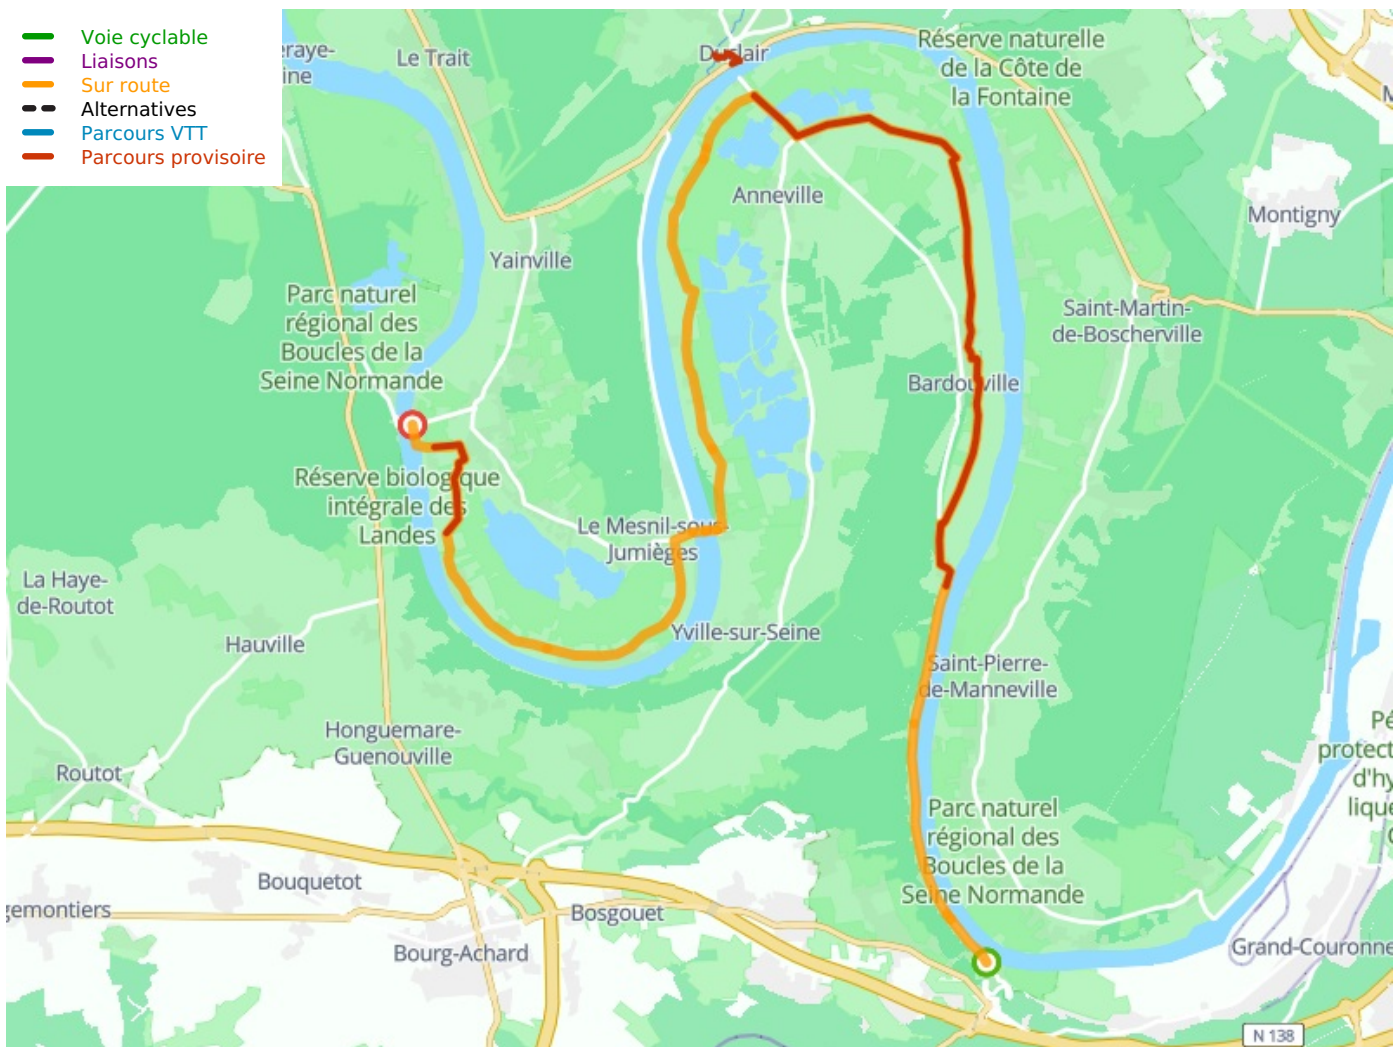 Voie cyclable
Liaisons
Sur route
Alternatives
Parcours VTT
Parcours provisoire
Le Trait
Réserve naturelle
de la Côte de
la Fontaine
Anneville
Montigny
Yainville
Parc naturel
régional des
Boucles de la
Seine Normande
Saint-Martin-
de-Boscherville
Bardouville
Réserve biologique
intégrale des
Landes
Le Mesnil-sous-
Jumièges
La Haye-
de-Routot
Hauville
Yville-sur-Seine
Saint-Pierre-
de-Manneville
Honguemare-
Guenouville
Routot
Parc naturel
régional des
Boucles de la
Seine Normande
Bouquetot
gemontiers
Bosgouet
Bourg-Achard
Grand-Couronne
N 138